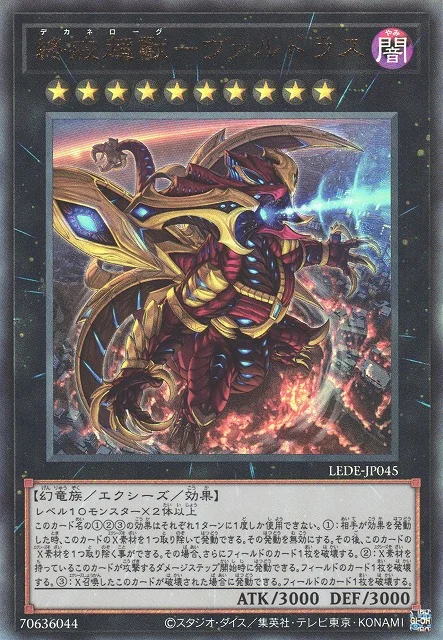 デカネローグ
終獄龍機－ヴァルドラス
やみ
闇
LEDE-JP045
【幻竜族／エクシーズ／効果】
レベル１０モンスター×２体以上
このカード名の①②③の効果はそれぞれ１ターンに１度しか使用できない。①：相手が効果を発動
した時、このカードのX素材を１つ取り除いて発動できる。その発動を無効にする。その後、このカードの
X素材を１つ取り除く事ができる。その場合、さらにフィールドのカード１枚を破壊する。②：X素材を
持っているこのカードが攻撃するダメージステップ開始時に発動できる。フィールドのカード１枚を破壊
する。③：X召喚したこのカードが破壊された場合に発動できる。フィールドのカード１枚を破壊する。
ATK/3000 DEF/3000
70636044
©スタジオ・ダイス／集英社・テレビ東京・KONAMI